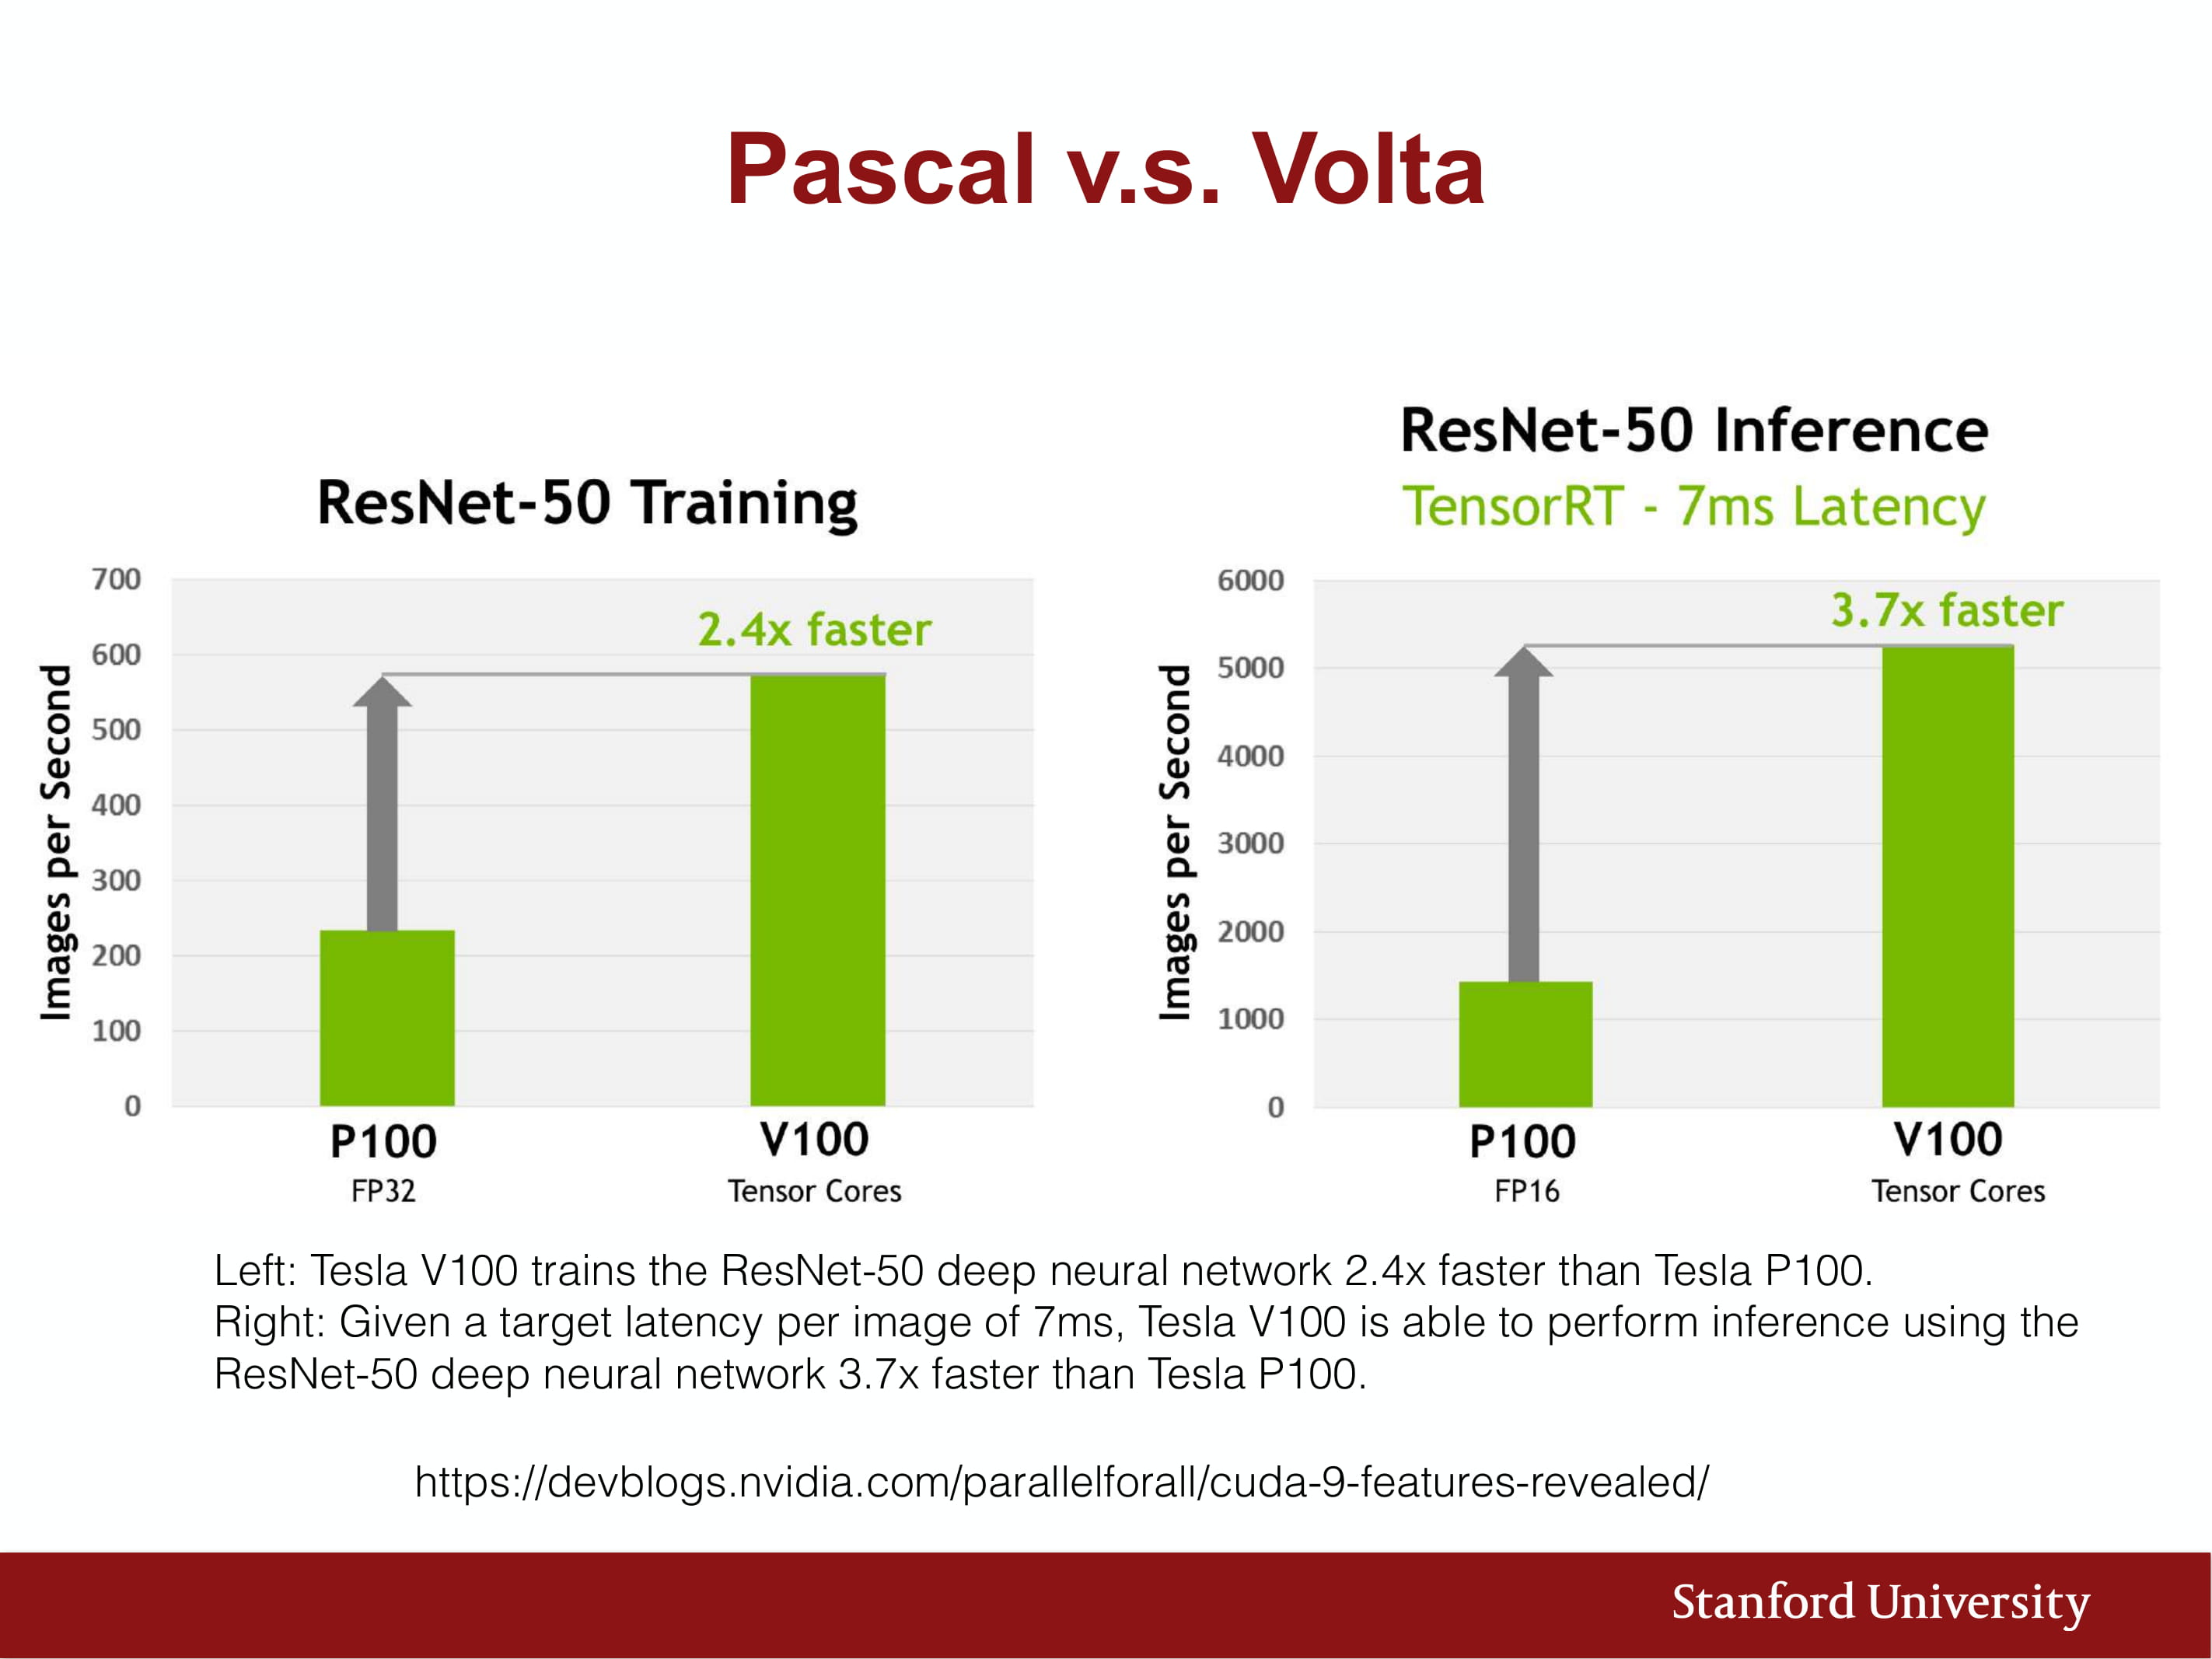 Pascal v.s. Volta
ResNet-50 Training
700
600
500
400
300
200
100
0
Images per Second
2.4x faster
P100
FP32
V100
Tensor Cores
ResNet-50 Inference
TensorRT - 7ms Latency
6000
5000
4000
3000
2000
1000
0
Images per Second
3.7x faster
P100
FP16
V100
Tensor Cores
Left: Tesla V100 trains the ResNet-50 deep neural network 2.4x faster than Tesla P100.
Right: Given a target latency per image of 7ms, Tesla V100 is able to perform inference using the
ResNet-50 deep neural network 3.7x faster than Tesla P100.
https://devblogs.nvidia.com/parallelforall/cuda-9-features-revealed/
Stanford University